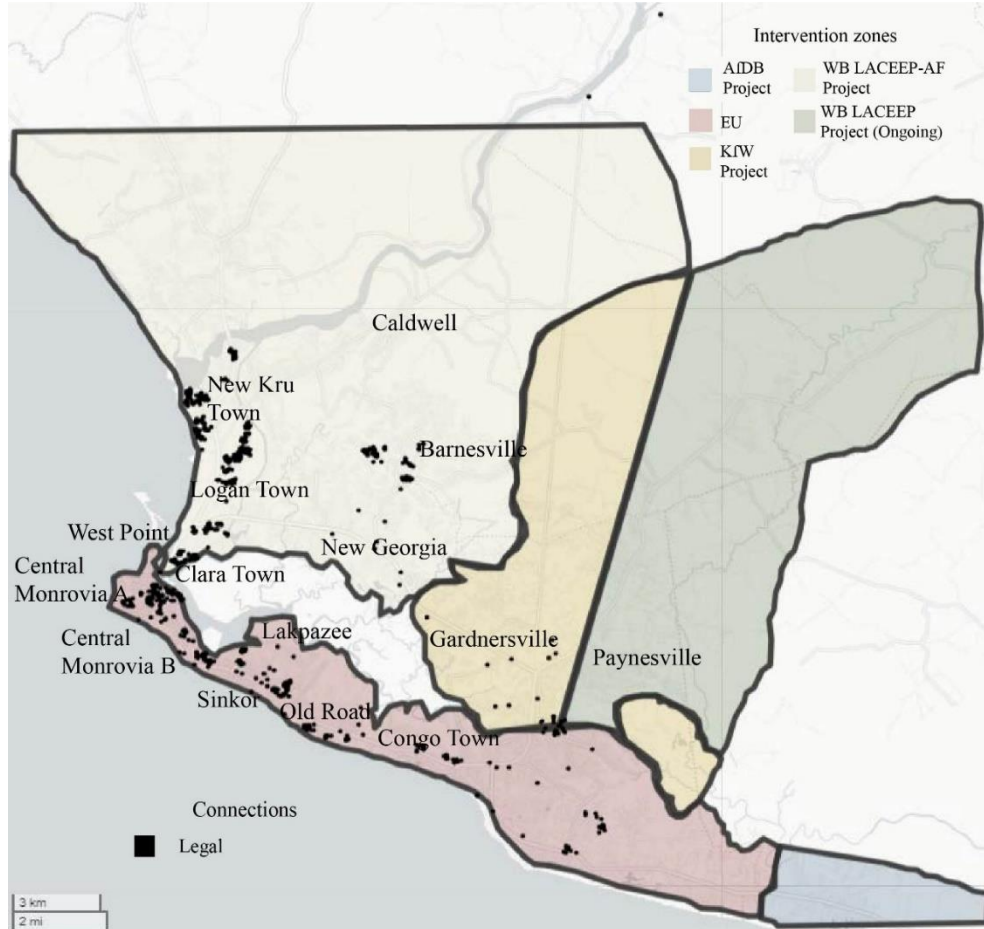 Intervention zones
AfDB
Project
WB LACEEP-AF
Project
EU
WB LACEEP
Project (Ongoing)
KfW
Project
Caldwell
New Kru
Town
Barnesville
Logan Town
West Point
New Georgia
Central
Monrovia A
Clara Town
Lakpazee
Gardnersville
Central
Monrovia B
Paynesville
Sinkor
Old Road
Congo Town
Connections
Legal
3 km
2 mi